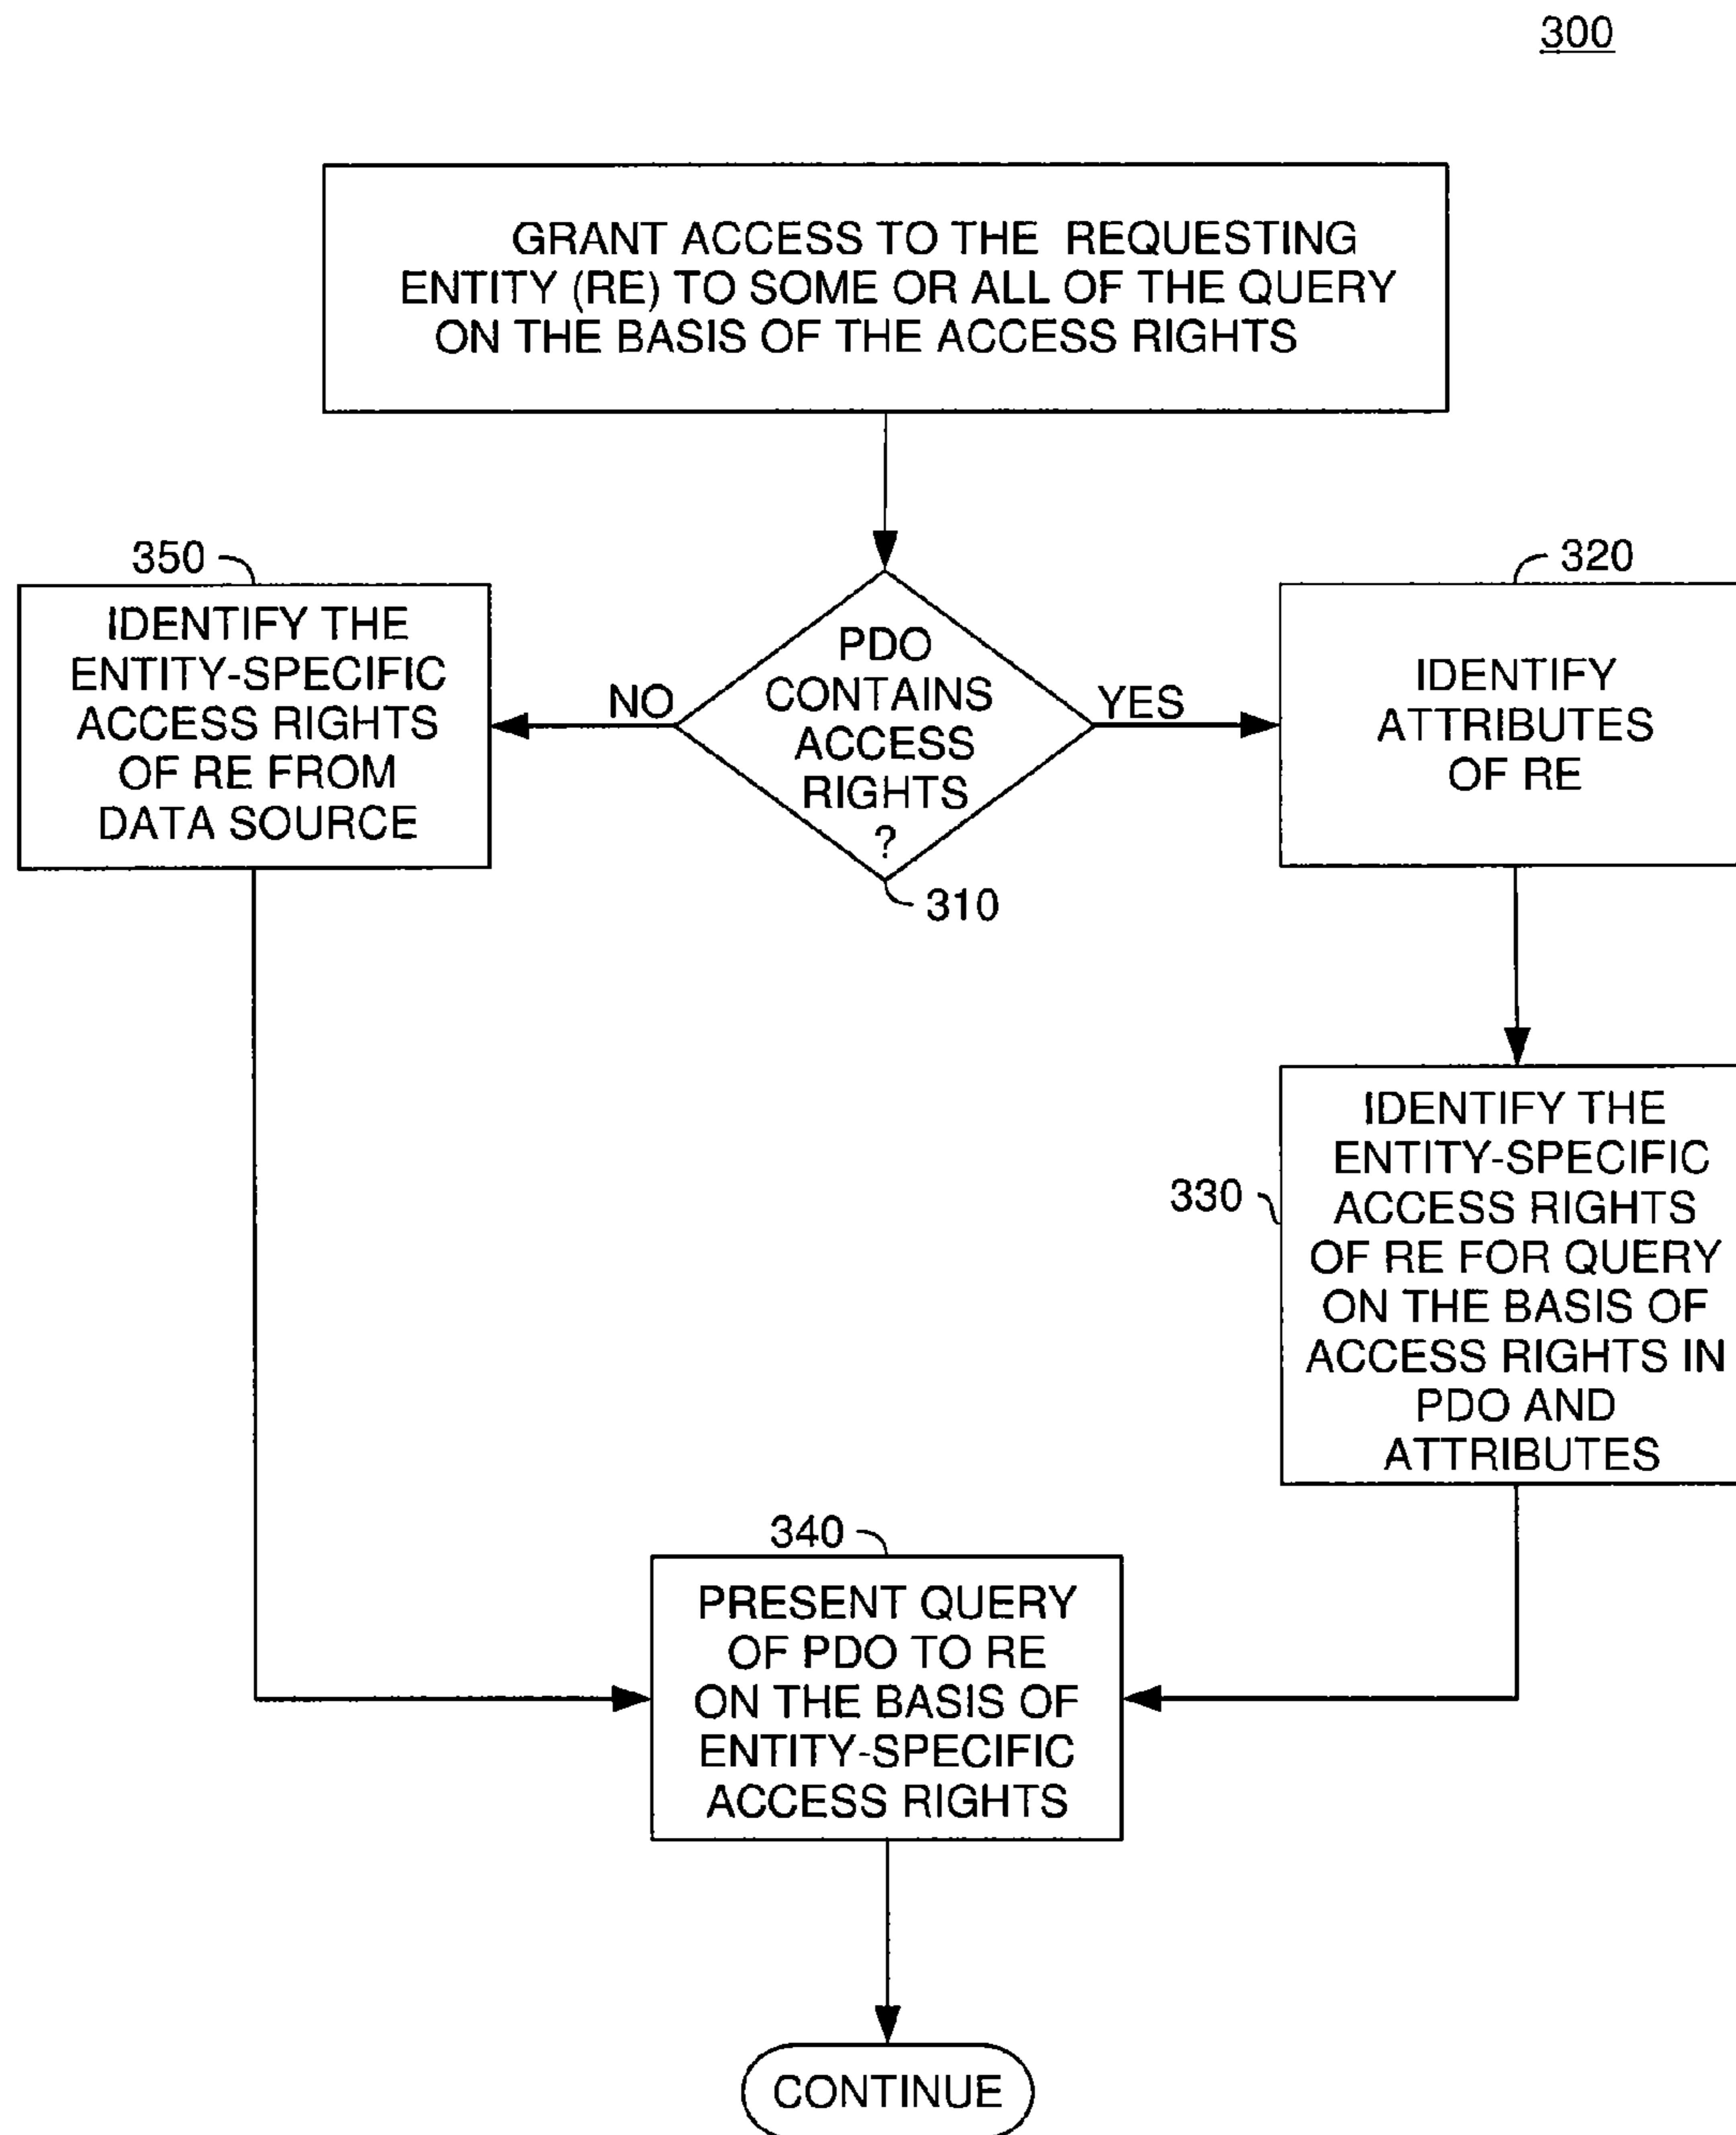 300
GRANT ACCESS TO THE REQUESTING
ENTITY (RE) TO SOME OR ALL OF THE QUERY
ON THE BASIS OF THE ACCESS RIGHTS
350
IDENTIFY THE
ENTITY-SPECIFIC
ACCESS RIGHTS
OF RE FROM
DATA SOURCE
NO
PDO
CONTAINS
ACCESS
RIGHTS
?
310
YES
320
IDENTIFY
ATTRIBUTES
OF RE
330
IDENTIFY THE
ENTITY-SPECIFIC
ACCESS RIGHTS
OF RE FOR QUERY
ON THE BASIS OF
ACCESS RIGHTS IN
PDO AND
ATTRIBUTES
340
PRESENT QUERY
OF PDO TO RE
ON THE BASIS OF
ENTITY-SPECIFIC
ACCESS RIGHTS
CONTINUE